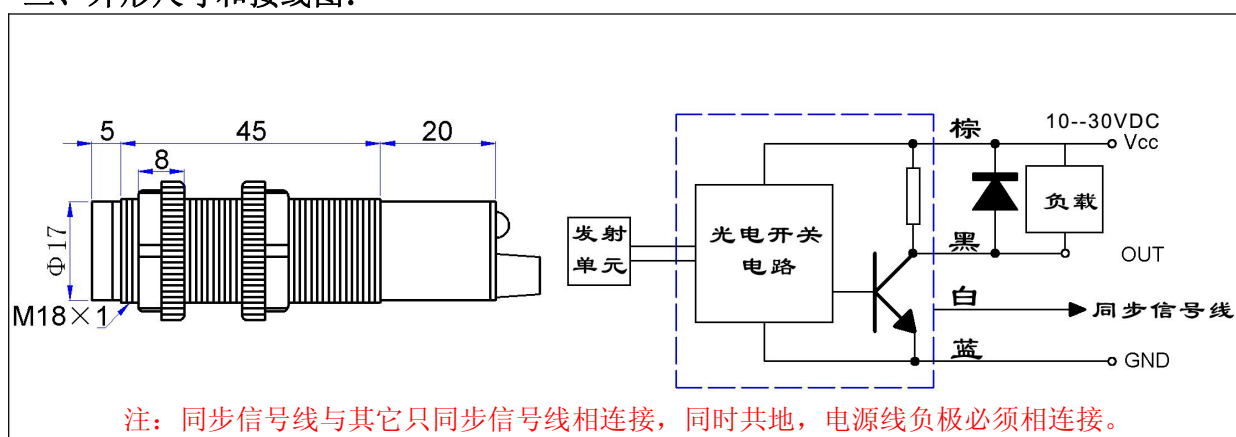 外形尺寸和接线图：
5
45
20
8
Φ17
M18×1
发射
单元
光电开关
电路
棕
10--30VDC
Vcc
负载
黑
OUT
白
同步信号线
蓝
GND
注：同步信号线与其它只同步信号线相连接，同时共地，电源线负极必须相连接。